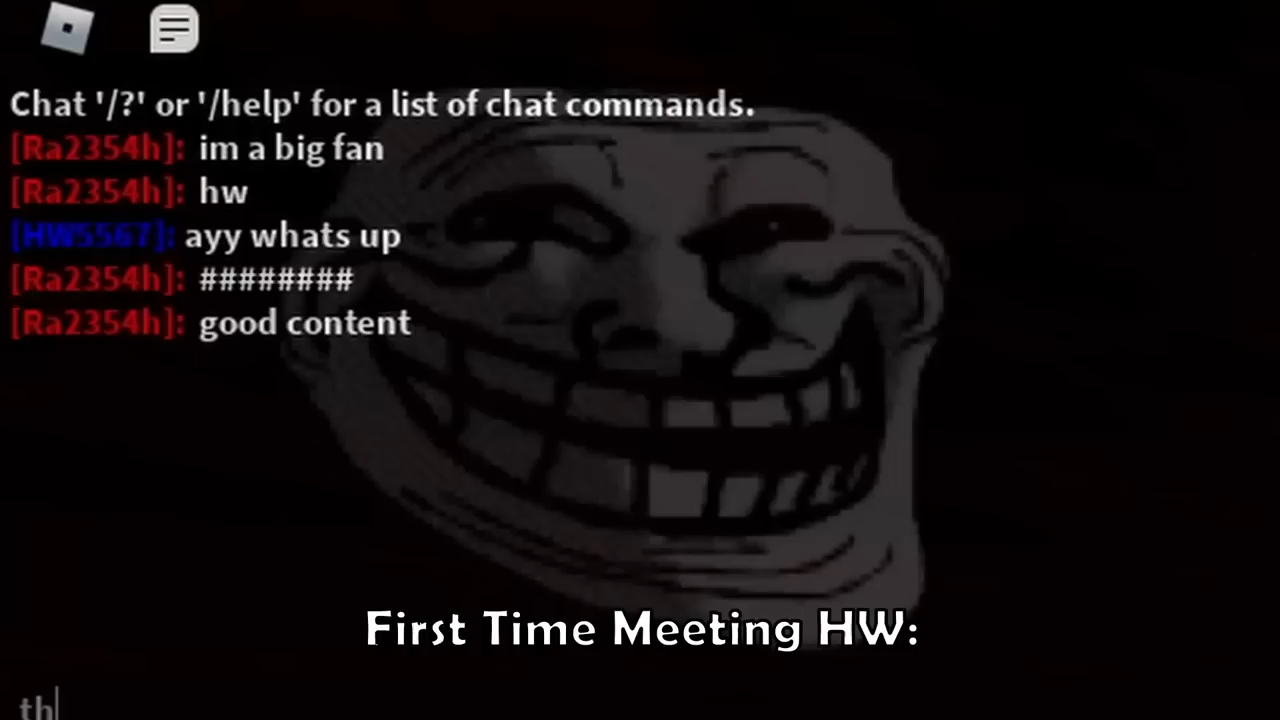 Chat '/?' or '/help' for a list of chat commands.
[Ra2354h]: im a big fan
[Ra2354h]: hw
[HW5567]: ayy whats up
[Ra2354h]: ########
[Ra2354h]: good content
First Time Meeting HW:
th